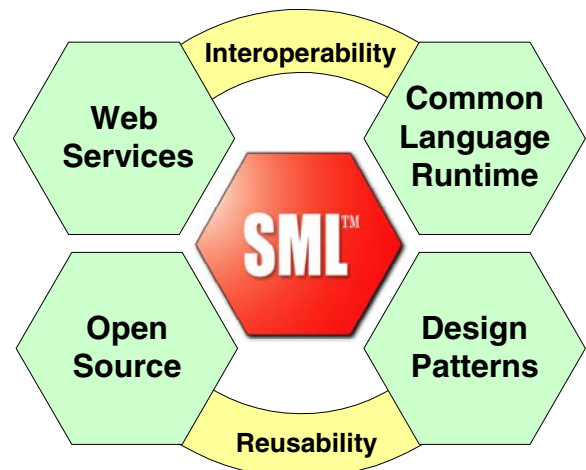 Interoperability
Web
Services
Common
Language
Runtime
SML™
Open
Source
Design
Patterns
Reusability